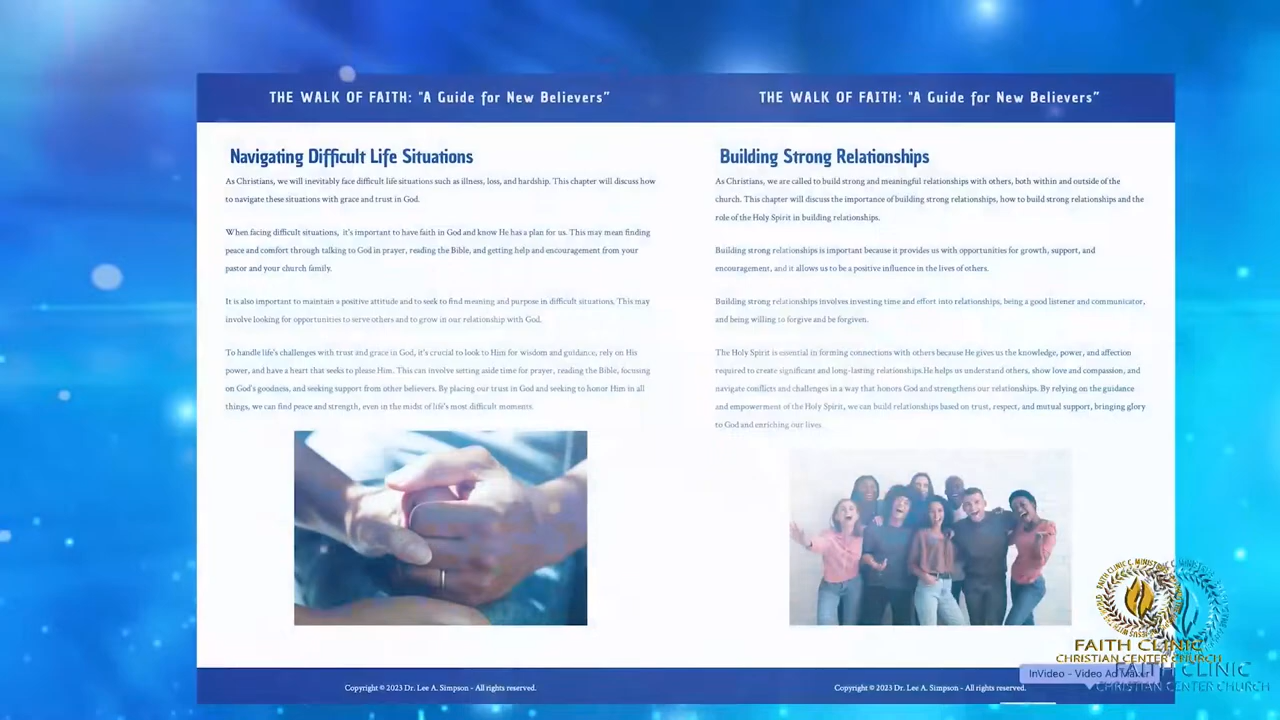 THE WALK OF FAITH: "A Guide for New Believers"
Navigating Difficult Life Situations
As Christians, we will inevitably face difficult life situations such as illness, loss, and hardship. This chapter will discuss how
to navigate these situations with grace and trust in God.
When facing difficult situations, it's important to have faith in God and know He has a plan for us. This may mean finding
peace and comfort through talking to God in prayer, reading the Bible, and getting help and encouragement from your
pastor and your church family.
It is also important to maintain a positive attitude and to seek to find meaning and purpose in difficult situations. This may
involve looking for opportunities to serve others and to grow in our relationship with God.
To handle life's challenges with trust and grace in God, it's crucial to look to Him for wisdom and guidance, rely on His
power, and have a heart that seeks to please Him. This can involve setting aside time for prayer, reading the Bible, focusing
on God's goodness, and seeking support from other believers. By placing our trust in God and seeking to honor Him in all
things, we can find peace and strength, even in the midst of life's most difficult moments.
Copyright © 2023 Dr. Lee A. Simpson - All rights reserved.
THE WALK OF FAITH: "A Guide for New Believers"
Building Strong Relationships
As Christians, we are called to build strong and meaningful relationships with others, both within and outside of the
church. This chapter will discuss the importance of building strong relationships, how to build strong relationships and the
role of the Holy Spirit in building relationships.
Building strong relationships is important because it provides us with opportunities for growth, support, and
encouragement, and it allows us to be a positive influence in the lives of others.
Building strong relationships involves investing time and effort into relationships, being a good listener and communicator,
and being willing to forgive and be forgiven.
The Holy Spirit is essential in forming connections with others because He gives us the knowledge, power, and affection
required to create significant and long-lasting relationships.He helps us understand others, show love and compassion, and
navigate conflicts and challenges in a way that honors God and strengthens our relationships. By relying on the guidance
and empowerment of the Holy Spirit, we can build relationships based on trust, respect, and mutual support, bringing glory
to God and enriching our lives
Copyright © 2023 Dr. Lee A. Simpson - All rights reserved.
FAITH CLINIC
CHRISTIAN CENTER CHURCH
InVideo - Video Ad Maker
FAITH CLINIC
CHRISTIAN CENTER CHURCH